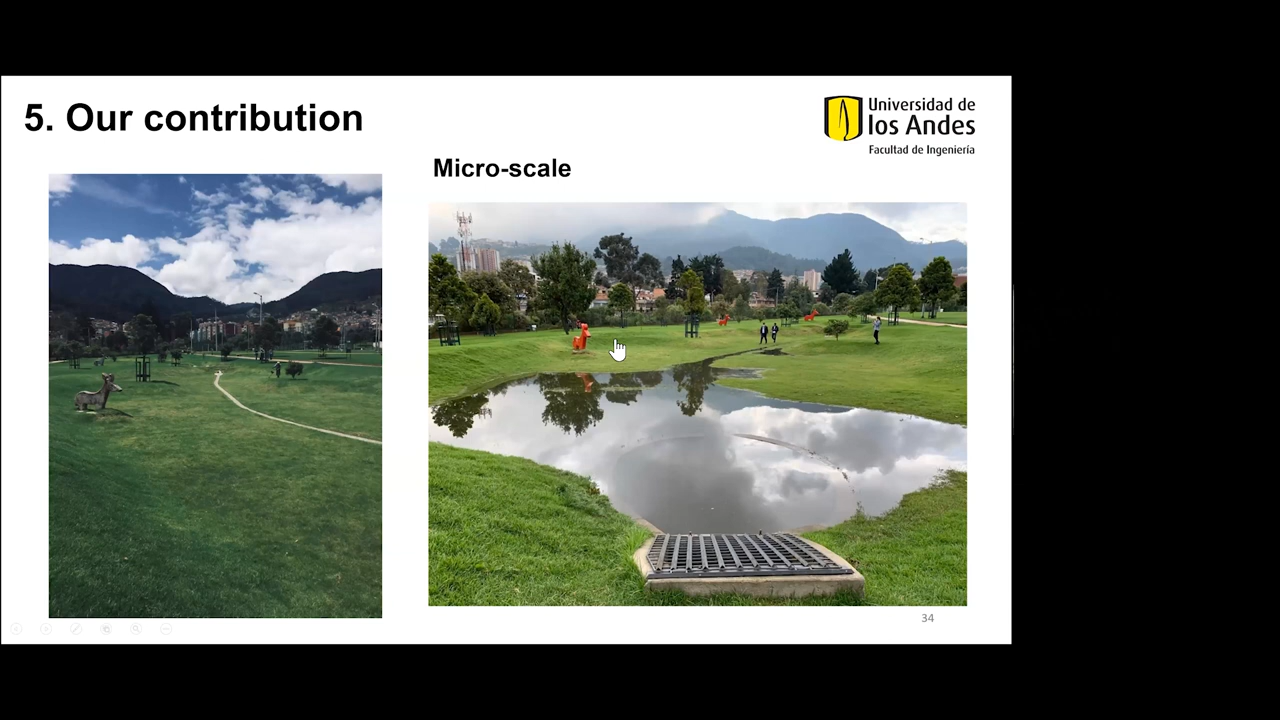 5. Our contribution
Universidad de
los Andes
Facultad de Ingeniería
Micro-scale
34